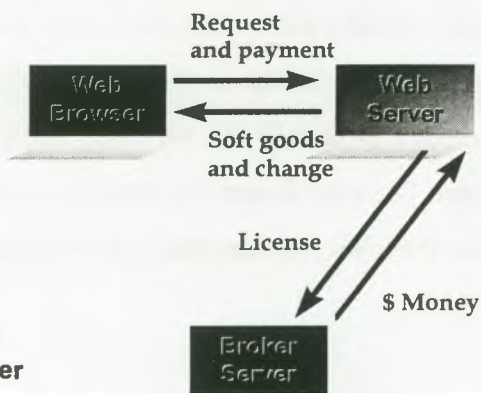 Request
and payment
Web
Browser
Web
Server
Soft goods
and change
License
$ Money
Broker
Server
er